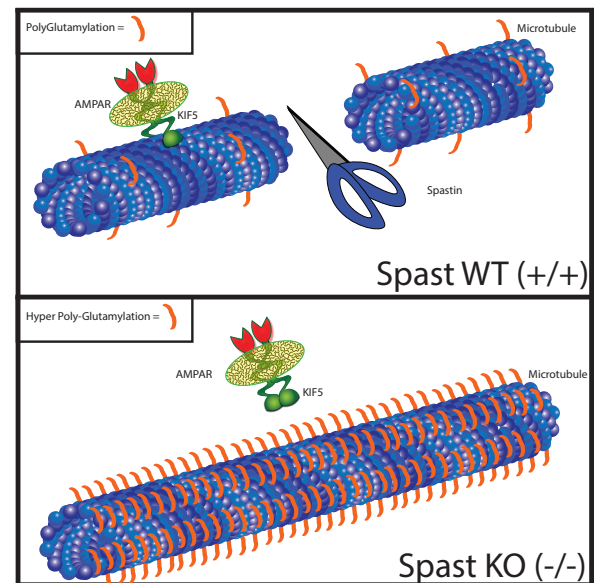 PolyGlutamylation =
Microtubule
AMPAR
KIF5
Spastin
Spast WT (+/+)
Hyper Poly-Glutamylation =
Microtubule
AMPAR
KIF5
Spast KO (-/-)